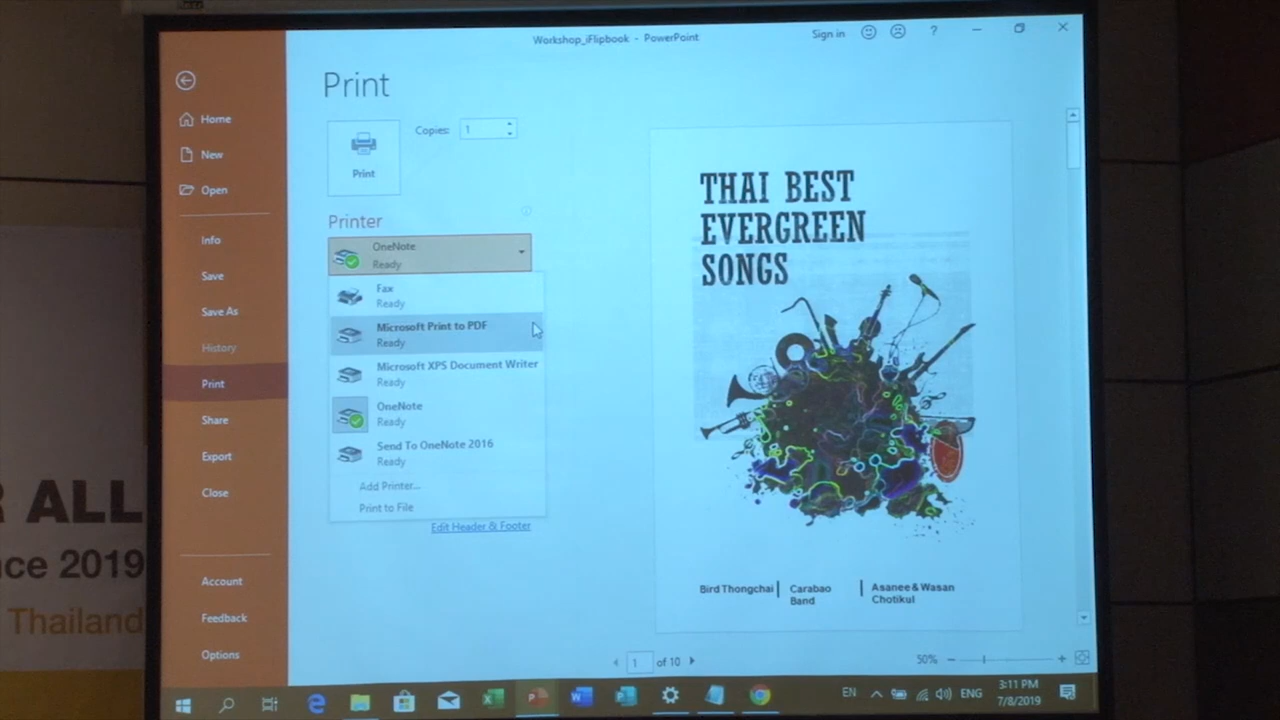 Workshop_iFlipbook - PowerPoint
Sign in
?
Print
Home
New
Open
Info
Save
Save As
History
Print
Share
Export
Close
Account
Feedback
Options
Print
Copies: 1
Printer
OneNote
Ready
Fax
Ready
Microsoft Print to PDF
Ready
Microsoft XPS Document Writer
Ready
OneNote
Ready
Send To OneNote 2016
Ready
Add Printer...
Print to File
Edit Header & Footer
THAI BEST
EVERGREEN
SONGS
Bird Thongchai
Carabao
Band
Asanee & Wasan
Chotikul
1 of 10
50%
EN
ENG
3:11 PM
7/8/2019
R ALL
nce 2019
Thailand